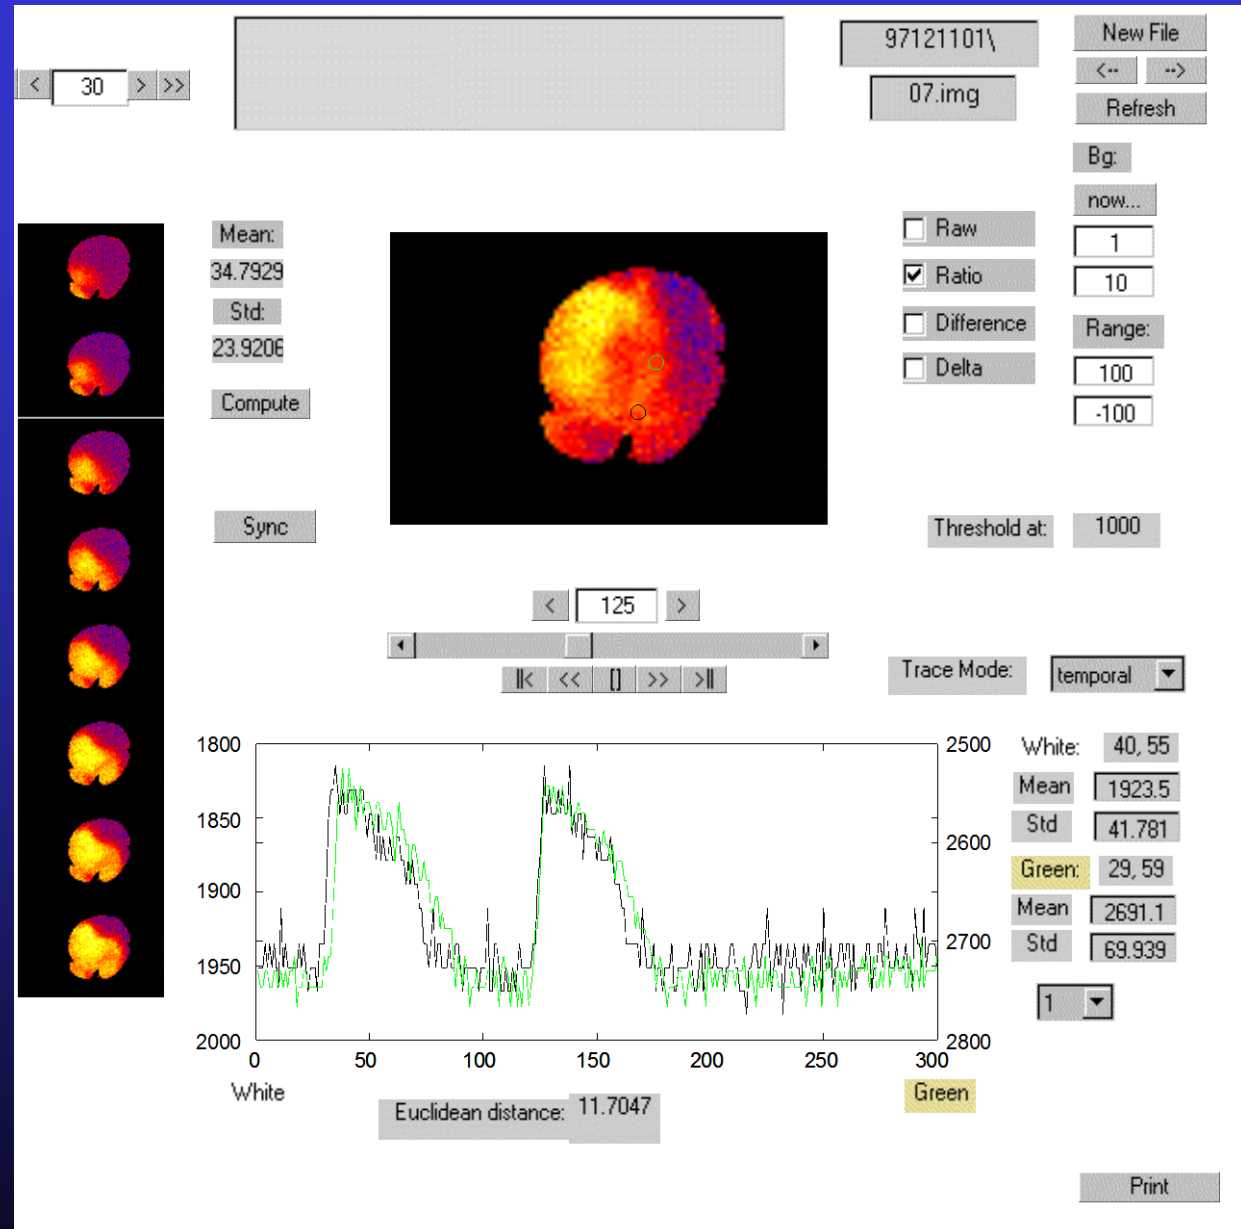 97121101\
New File
< 30 > >>
<-- -->
07.img
Refresh
Bg:
now...
Mean:
34.7929
Std:
23.9206
Compute
Sync
Raw
Ratio
Difference
Delta
1
10
Range:
100
-100
Threshold at: 1000
< 125 >
||< << [] >> >||
Trace Mode: temporal
1800
1850
1900
1950
2000
2500
2600
2700
2800
0 50 100 150 200 250 300
White
Green
White: 40, 55
Mean 1923.5
Std 41.781
Green: 29, 59
Mean 2691.1
Std 69.939
1
Euclidean distance: 11.7047
Print